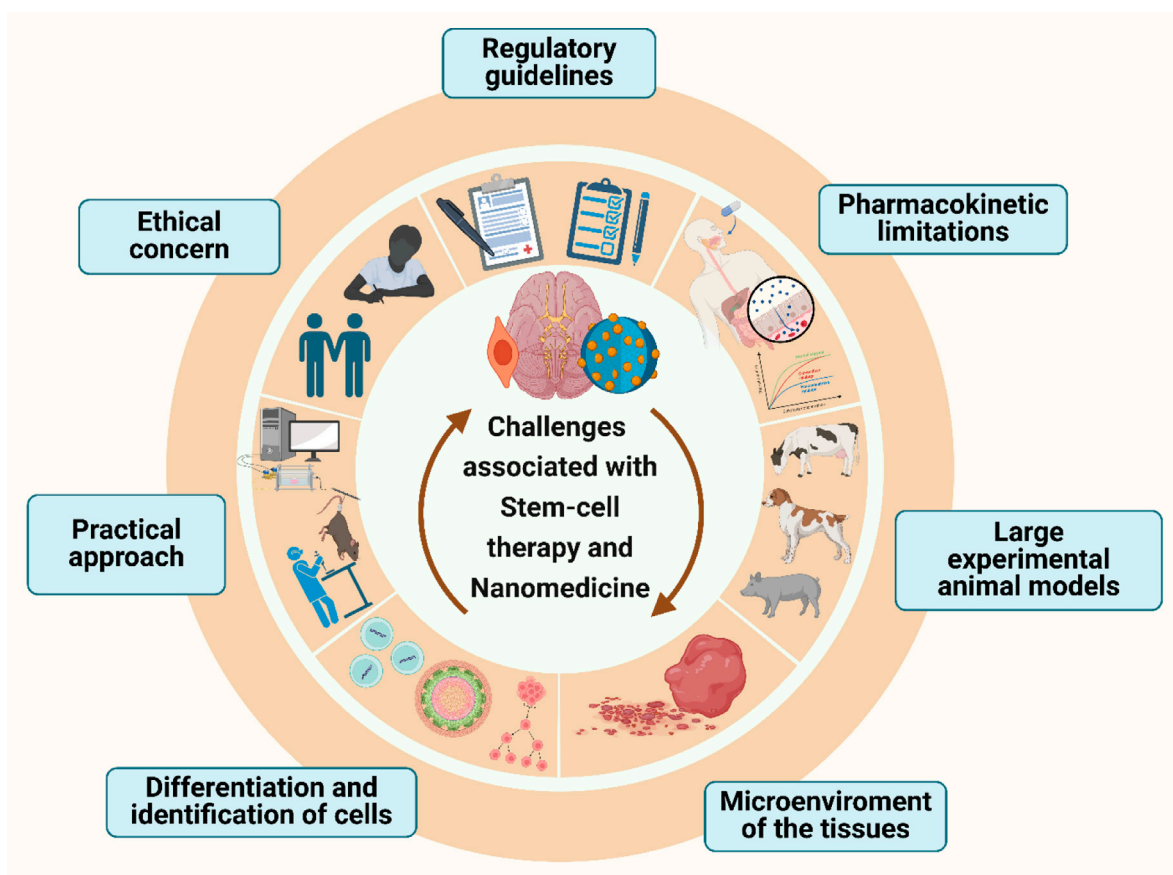 Regulatory
guidelines
Ethical
concern
Pharmacokinetic
limitations
Challenges
associated with
Stem-cell
therapy and
Nanomedicine
Practical
approach
Large
experimental
animal models
Differentiation and
identification of cells
Microenviroment
of the tissues